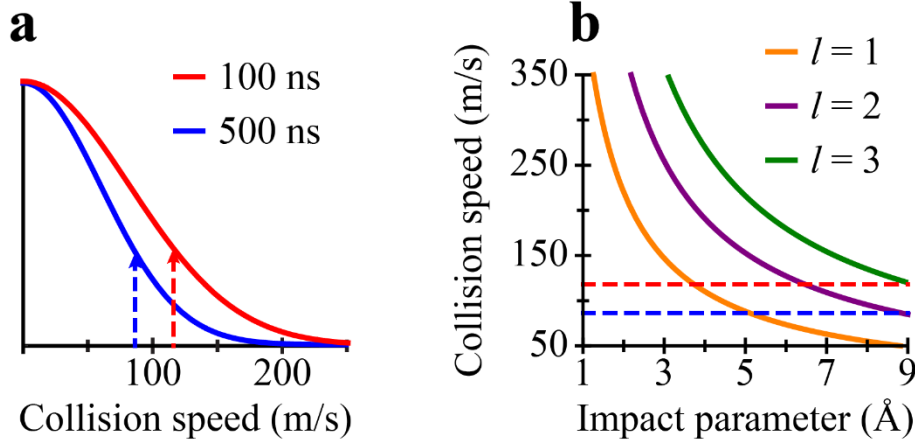 a
100 ns
500 ns
100
200
Collision speed (m/s)
b
l = 1
l = 2
l = 3
Collision speed (m/s)
350
250
150
50
1
3
5
7
9
Impact parameter (Å)